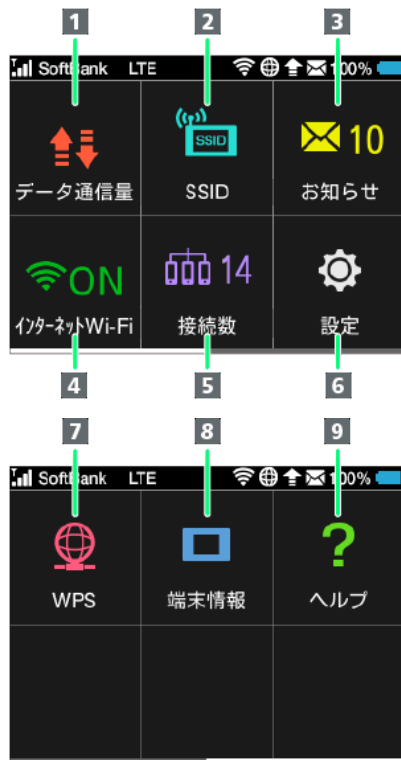 1 2 3
SoftBank LTE 100%
SSID 10
データ通信量 SSID お知らせ
ON 14
インターネットWi-Fi 接続数 設定
4 5 6
7 8 9
SoftBank LTE 100%
?
WPS 端末情報 ヘルプ